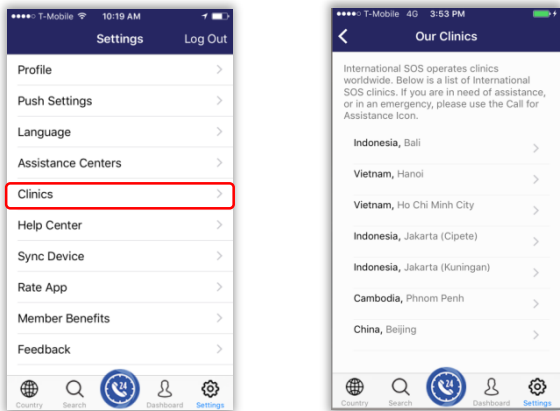 T-Mobile 10:19 AM
Settings Log Out
Profile
Push Settings
Language
Assistance Centers
Clinics
Help Center
Sync Device
Rate App
Member Benefits
Feedback
24
Country Search Dashboard Settings
T-Mobile 4G 3:53 PM
Our Clinics
International SOS operates clinics
worldwide. Below is a list of International
SOS clinics. If you are in need of assistance,
or in an emergency, please use the Call for
Assistance Icon.
Indonesia, Bali
Vietnam, Hanoi
Vietnam, Ho Chi Minh City
Indonesia, Jakarta (Cipete)
Indonesia, Jakarta (Kuningan)
Cambodia, Phnom Penh
China, Beijing
24
Country Search Dashboard Settings